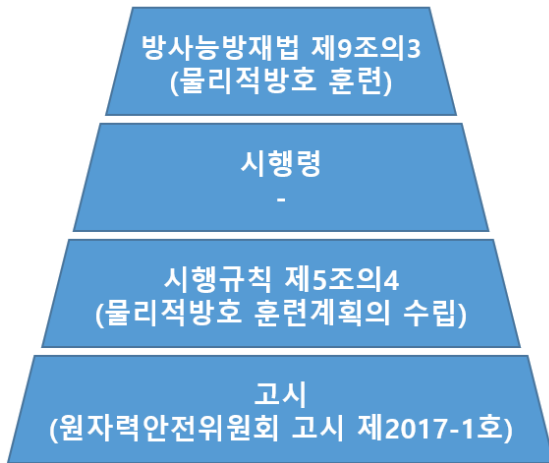 방사능방재법 제9조의3
(물리적방호 훈련)
시행령
-
시행규칙 제5조의4
(물리적방호 훈련계획의 수립)
고시
(원자력안전위원회 고시 제2017-1호)